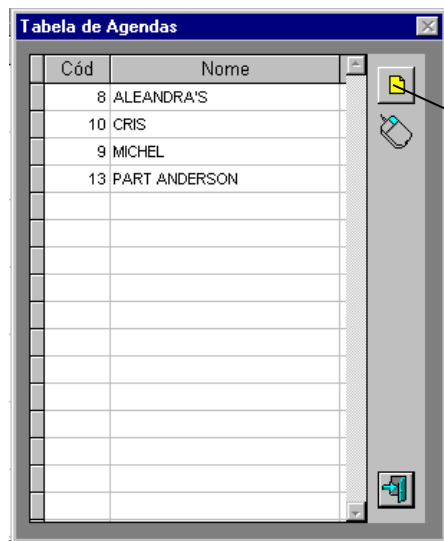 Tabela de Agendas
Cód Nome
8 ALEANDRA'S
10 CRIS
9 MICHEL
13 PART ANDERSON